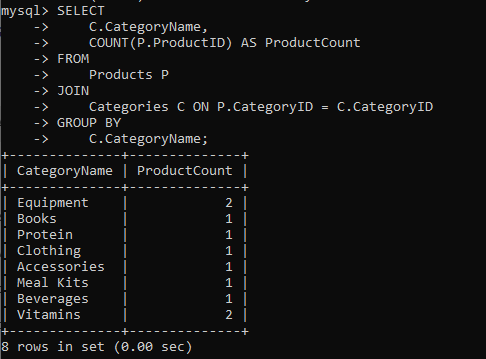 mysql> SELECT
    ->     C.CategoryName,
    ->     COUNT(P.ProductID) AS ProductCount
    -> FROM
    ->     Products P
    -> JOIN
    ->     Categories C ON P.CategoryID = C.CategoryID
    -> GROUP BY
    ->     C.CategoryName;
+--------------+--------------+
| CategoryName | ProductCount |
+--------------+--------------+
| Equipment    |            2 |
| Books        |            1 |
| Protein      |            1 |
| Clothing     |            1 |
| Accessories  |            1 |
| Meal Kits    |            1 |
| Beverages    |            1 |
| Vitamins     |            2 |
+--------------+--------------+
8 rows in set (0.00 sec)